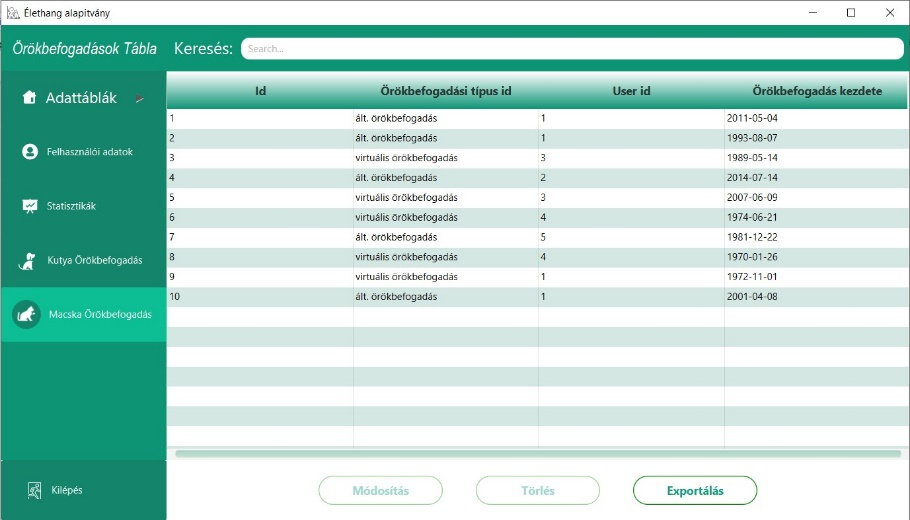 Élethang alapítvány
Örökbefogadások Tábla
Keresés:
Search...
Adattáblák
Felhasználói adatok
Statisztikák
Kutya Örökbefogadás
Macska Örökbefogadás
Kilépés
Id Örökbefogadási típus id User id Örökbefogadás kezdete
1 ált. örökbefogadás 1 2011-05-04
2 ált. örökbefogadás 1 1993-08-07
3 virtuális örökbefogadás 3 1989-05-14
4 ált. örökbefogadás 2 2014-07-14
5 virtuális örökbefogadás 3 2007-06-09
6 virtuális örökbefogadás 4 1974-06-21
7 ált. örökbefogadás 5 1981-12-22
8 virtuális örökbefogadás 4 1970-01-26
9 virtuális örökbefogadás 1 1972-11-01
10 ált. örökbefogadás 1 2001-04-08
Módosítás
Törlés
Exportálás